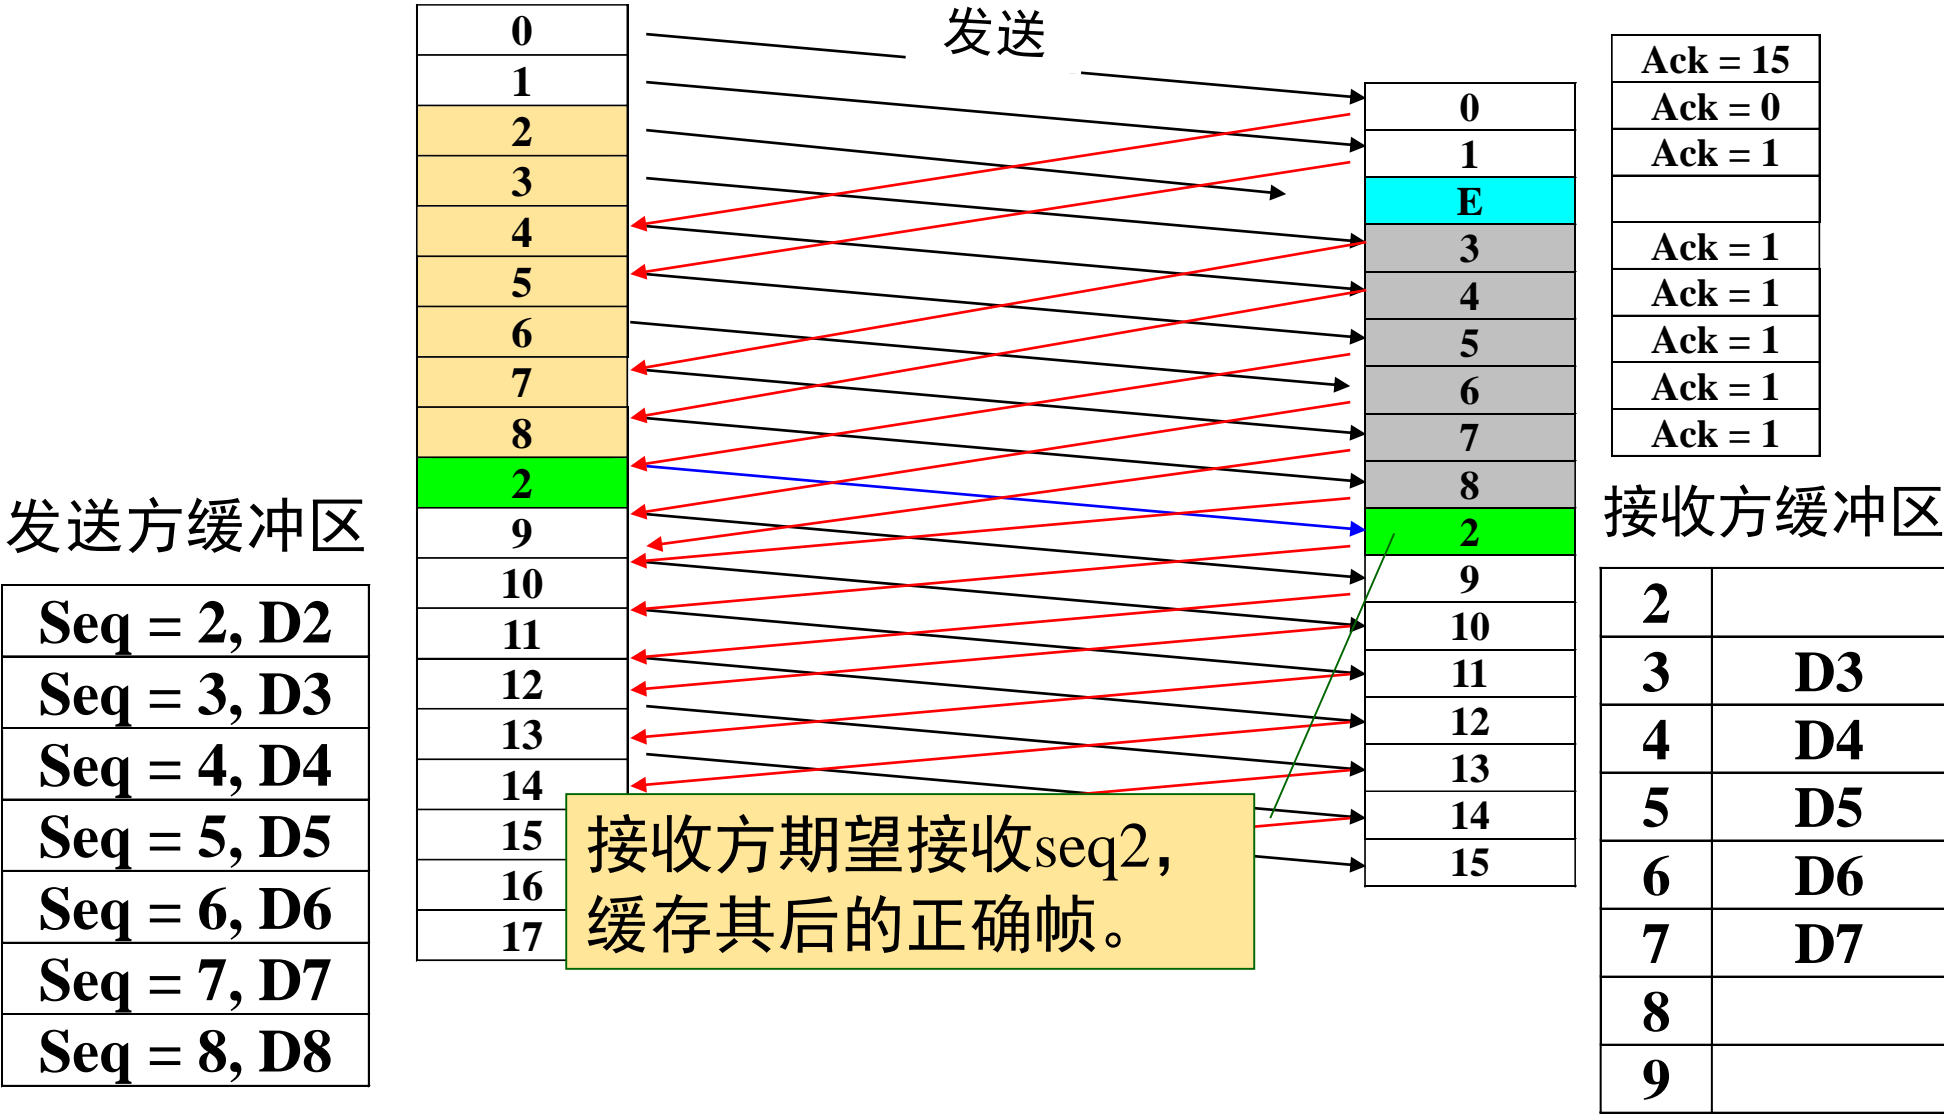 发送
0
1
2
3
4
5
6
7
8
2
9
10
11
12
13
14
15
16
17
0
1
E
3
4
5
6
7
8
2
9
10
11
12
13
14
15
Ack = 15
Ack = 0
Ack = 1
Ack = 1
Ack = 1
Ack = 1
Ack = 1
Ack = 1
发送方缓冲区
Seq = 2, D2
Seq = 3, D3
Seq = 4, D4
Seq = 5, D5
Seq = 6, D6
Seq = 7, D7
Seq = 8, D8
接收方期望接收seq2，
缓存其后的正确帧。
接收方缓冲区
2
3 D3
4 D4
5 D5
6 D6
7 D7
8
9